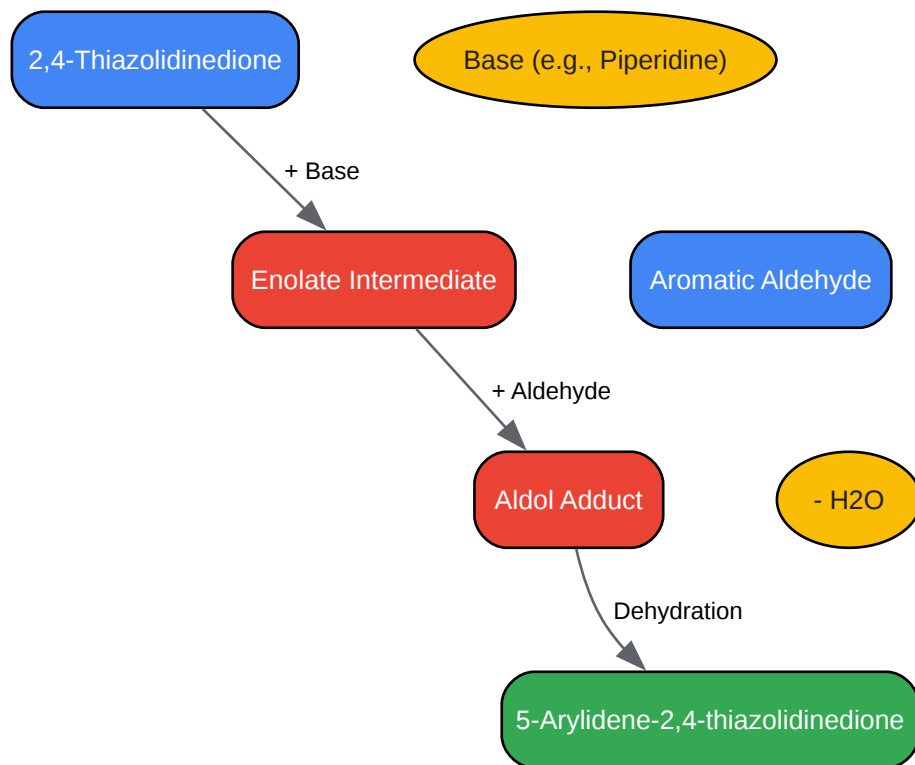 2,4-Thiazolidinedione
Base (e.g., Piperidine)
+ Base
Enolate Intermediate
Aromatic Aldehyde
+ Aldehyde
Aldol Adduct
- H2O
Dehydration
5-Arylidene-2,4-thiazolidinedione